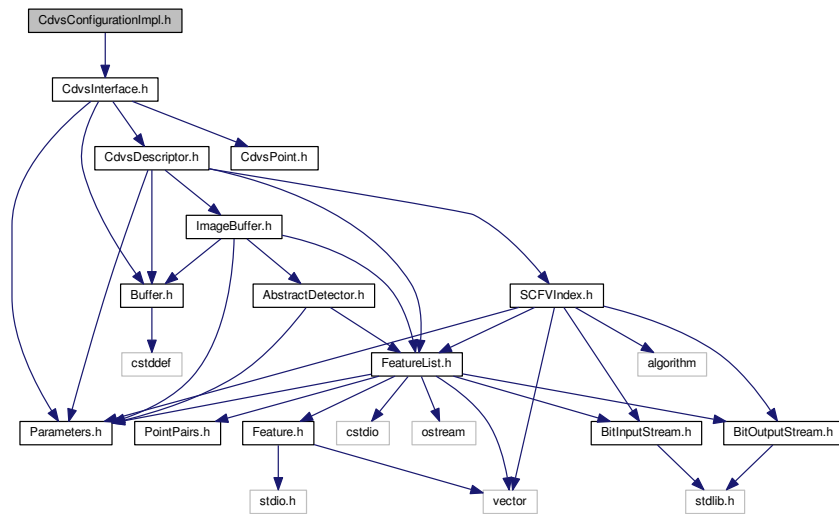 CdvsConfigurationImpl.h
CdvsInterface.h
CdvsDescriptor.h
CdvsPoint.h
ImageBuffer.h
Buffer.h
AbstractDetector.h
SCFVIndex.h
cstddef
FeatureList.h
algorithm
Parameters.h
PointPairs.h
Feature.h
cstdio
ostream
BitInputStream.h
BitOutputStream.h
stdio.h
vector
stdlib.h